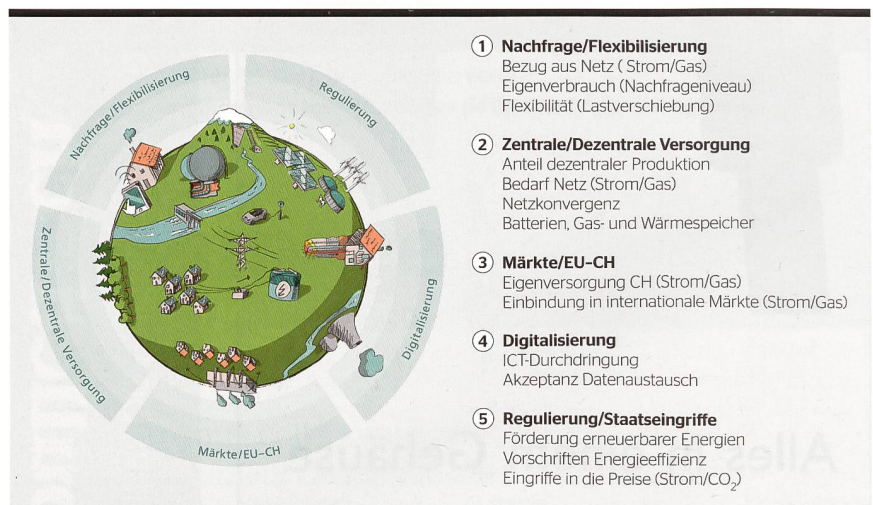 Nachfrage/Flexibilisierung
Regulierung
Zentrale/Dezentrale Versorgung
Digitalisierung
Märkte/EU–CH
1 Nachfrage/Flexibilisierung
Bezug aus Netz ( Strom/Gas)
Eigenverbrauch (Nachfrageniveau)
Flexibilität (Lastverschiebung)
2 Zentrale/Dezentrale Versorgung
Anteil dezentraler Produktion
Bedarf Netz (Strom/Gas)
Netzkonvergenz
Batterien, Gas- und Wärmespeicher
3 Märkte/EU–CH
Eigenversorgung CH (Strom/Gas)
Einbindung in internationale Märkte (Strom/Gas)
4 Digitalisierung
ICT-Durchdringung
Akzeptanz Datenaustausch
5 Regulierung/Staatseingriffe
Förderung erneuerbarer Energien
Vorschriften Energieeffizienz
Eingriffe in die Preise (Strom/CO₂)